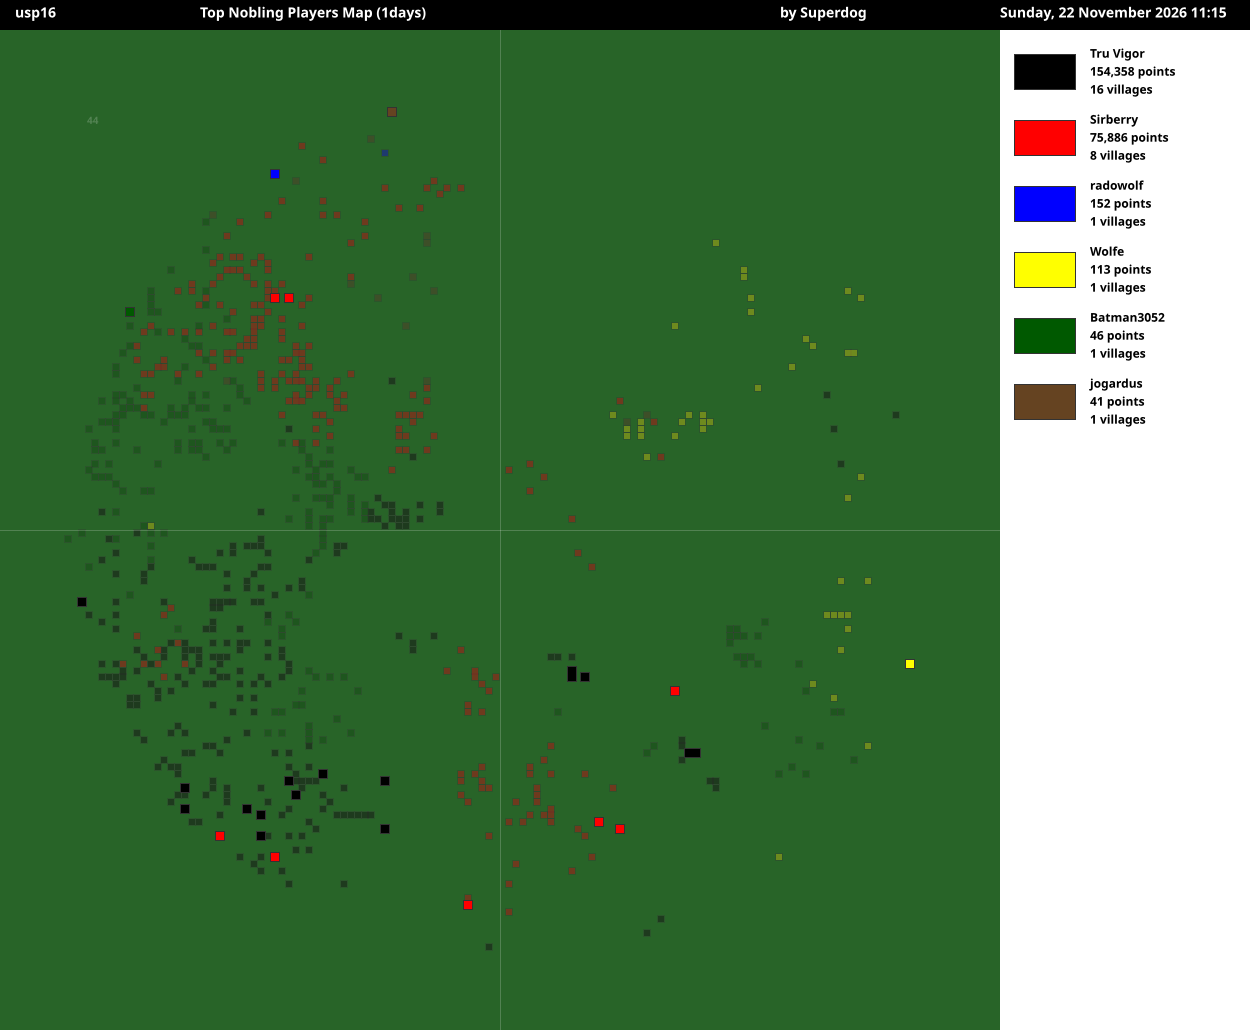 usp16 Top Nobling Players Map (1days) by Superdog Sunday, 22 November 2026 11:15
44
Tru Vigor
154,358 points
16 villages
Sirberry
75,886 points
8 villages
radowolf
152 points
1 villages
Wolfe
113 points
1 villages
Batman3052
46 points
1 villages
jogardus
41 points
1 villages